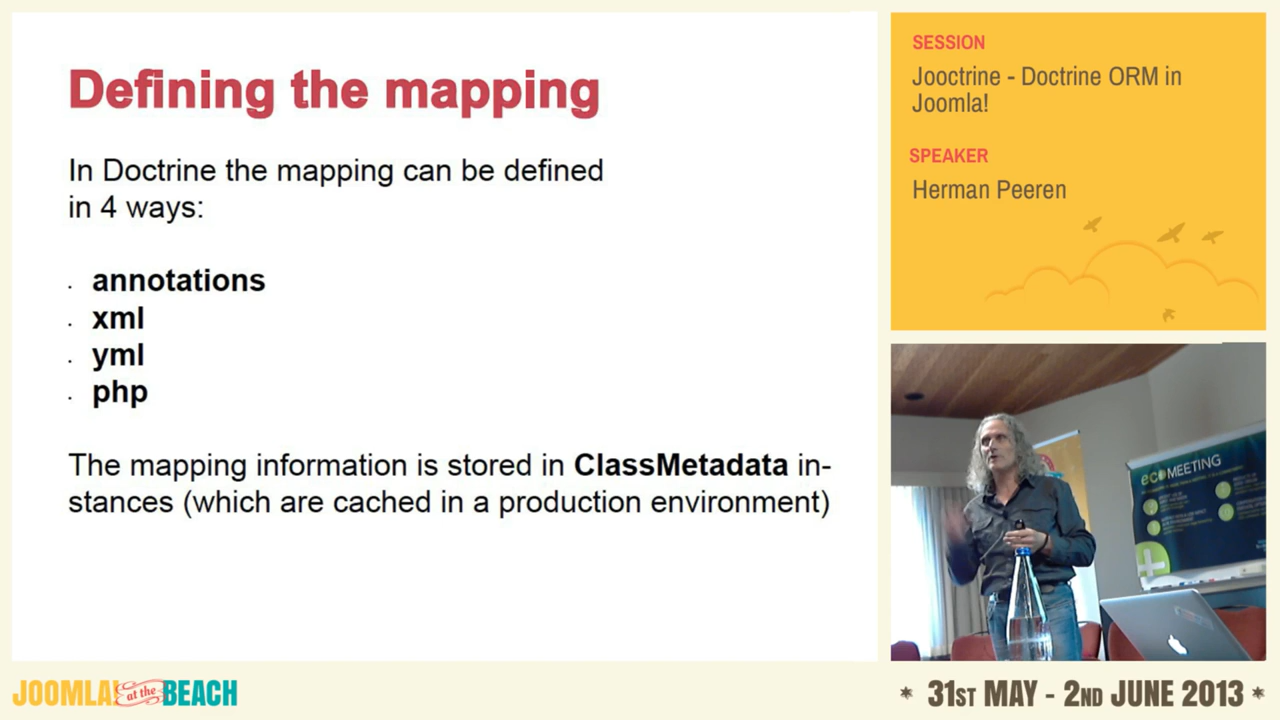 Defining the mapping
In Doctrine the mapping can be defined
in 4 ways:
annotations
xml
yml
php
The mapping information is stored in ClassMetadata in-
stances (which are cached in a production environment)
SESSION
Jooctrine - Doctrine ORM in
Joomla!
SPEAKER
Herman Peeren
ecoMEETING
JOOMLA! at the BEACH
* 31ST MAY - 2ND JUNE 2013 *